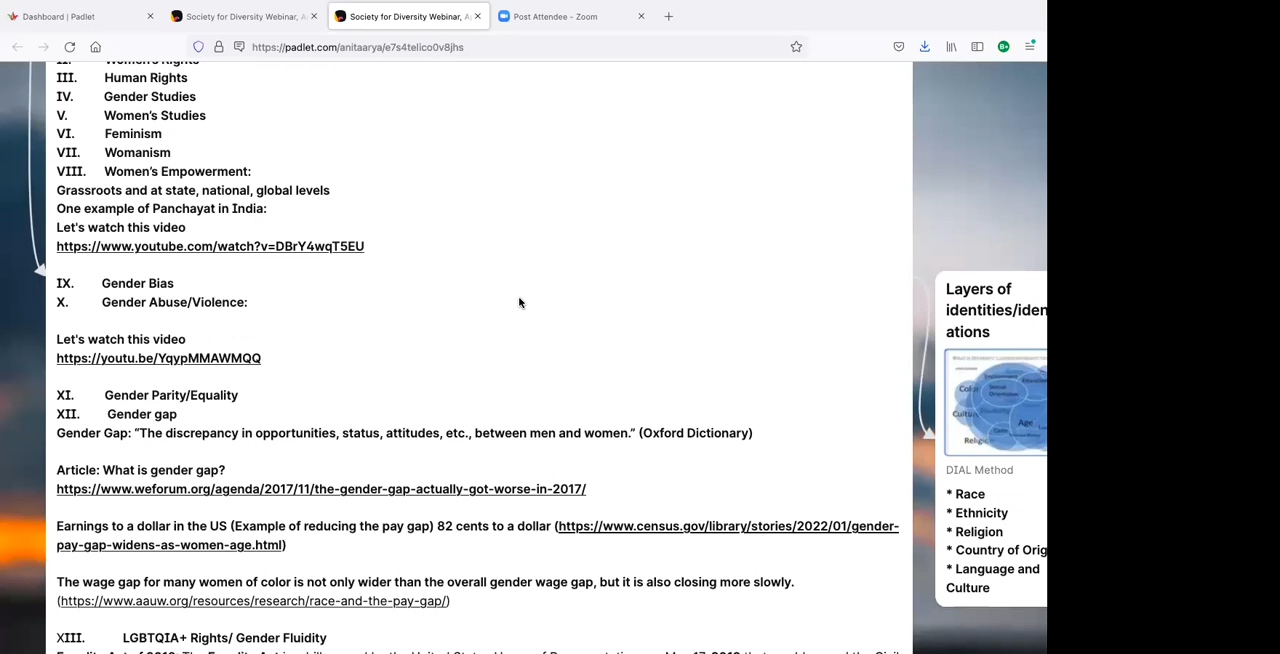 Dashboard | Padlet
Society for Diversity Webinar, A
Society for Diversity Webinar, A
Post Attendee - Zoom
https://padlet.com/anitaarya/e7s4telico0v8jhs
II. Women's Rights
III. Human Rights
IV. Gender Studies
V. Women's Studies
VI. Feminism
VII. Womanism
VIII. Women's Empowerment:
Grassroots and at state, national, global levels
One example of Panchayat in India:
Let's watch this video
https://www.youtube.com/watch?v=DBrY4wqT5EU
IX. Gender Bias
X. Gender Abuse/Violence:
Let's watch this video
https://youtu.be/YqypMMAWMQQ
XI. Gender Parity/Equality
XII. Gender gap
Gender Gap: "The discrepancy in opportunities, status, attitudes, etc., between men and women." (Oxford Dictionary)
Article: What is gender gap?
https://www.weforum.org/agenda/2017/11/the-gender-gap-actually-got-worse-in-2017/
Earnings to a dollar in the US (Example of reducing the pay gap) 82 cents to a dollar (https://www.census.gov/library/stories/2022/01/gender-
pay-gap-widens-as-women-age.html)
The wage gap for many women of color is not only wider than the overall gender wage gap, but it is also closing more slowly.
(https://www.aauw.org/resources/research/race-and-the-pay-gap/)
XIII. LGBTQIA+ Rights/ Gender Fluidity
Layers of
identities/iden
ations
Age
DIAL Method
* Race
* Ethnicity
* Religion
* Country of Orig
* Language and
Culture